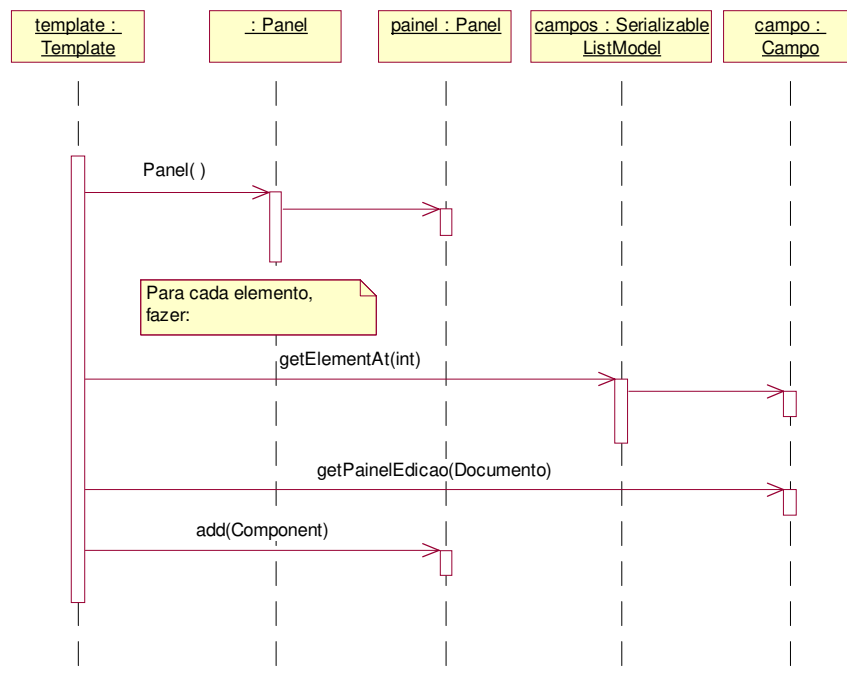 template :
Template
: Panel
painel : Panel
campos : Serializable
ListModel
campo :
Campo
Panel( )
Para cada elemento,
fazer:
getElementAt(int)
getPainelEdicao(Documento)
add(Component)